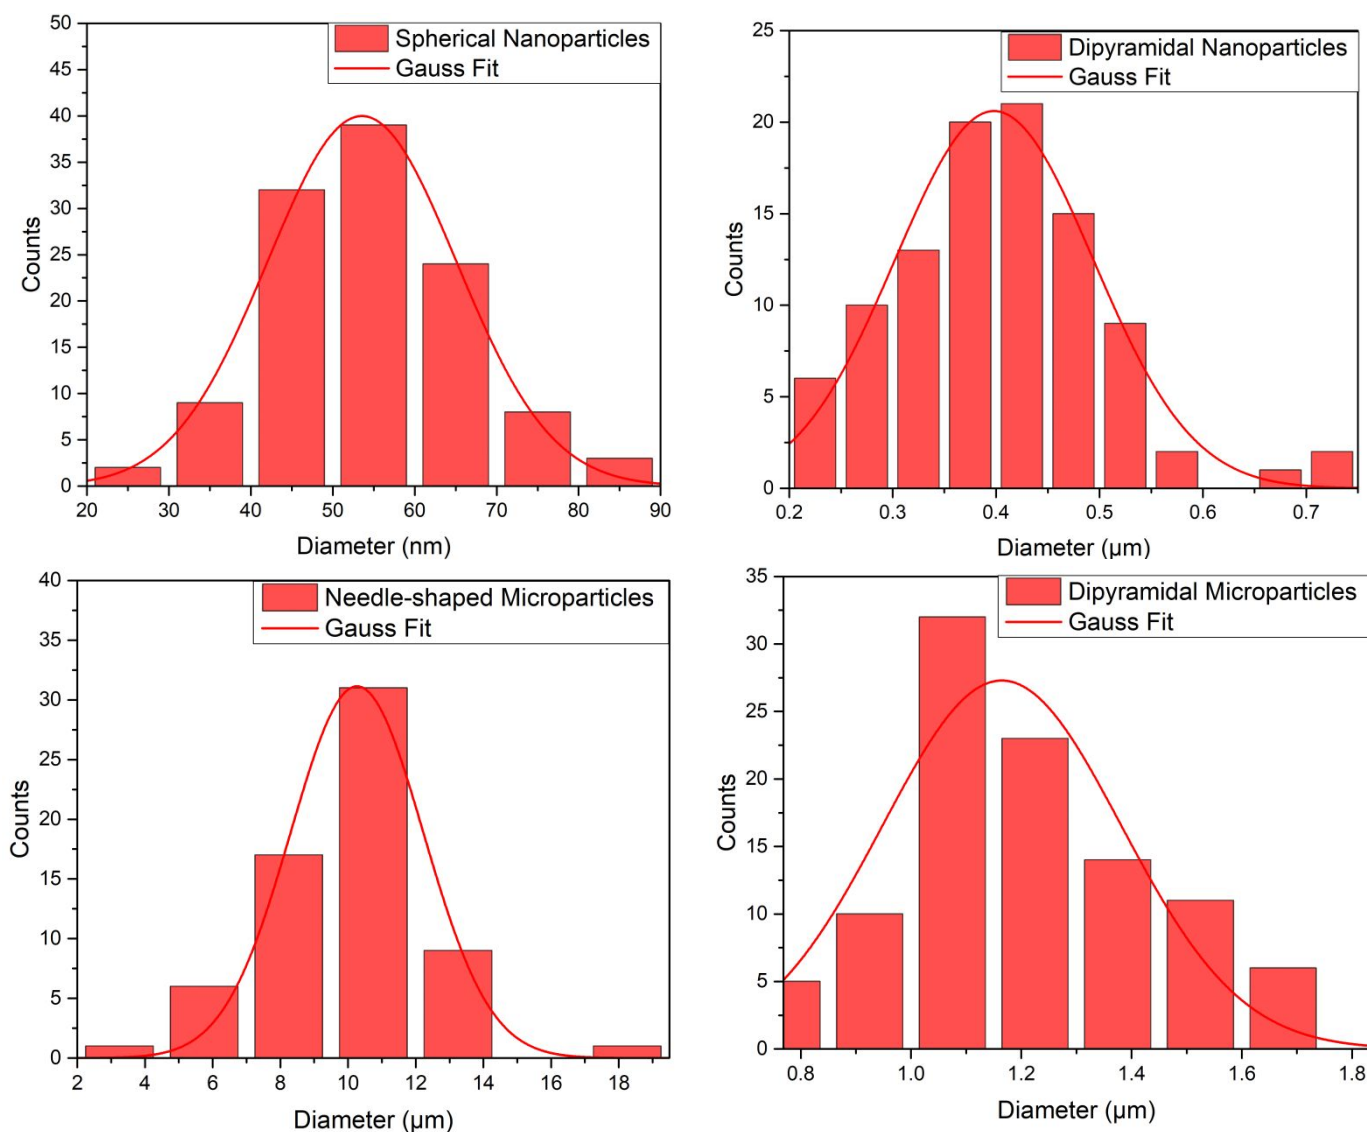 Spherical Nanoparticles
Gauss Fit
50
45
40
35
30
25
20
15
10
5
0
Counts
20 30 40 50 60 70 80 90
Diameter (nm)
Dipyramidal Nanoparticles
Gauss Fit
25
20
15
10
5
0
Counts
0.2 0.3 0.4 0.5 0.6 0.7
Diameter (µm)
Needle-shaped Microparticles
Gauss Fit
40
35
30
25
20
15
10
5
0
Counts
2 4 6 8 10 12 14 16 18
Diameter (µm)
Dipyramidal Microparticles
Gauss Fit
35
30
25
20
15
10
5
0
Counts
0.8 1.0 1.2 1.4 1.6 1.8
Diameter (µm)